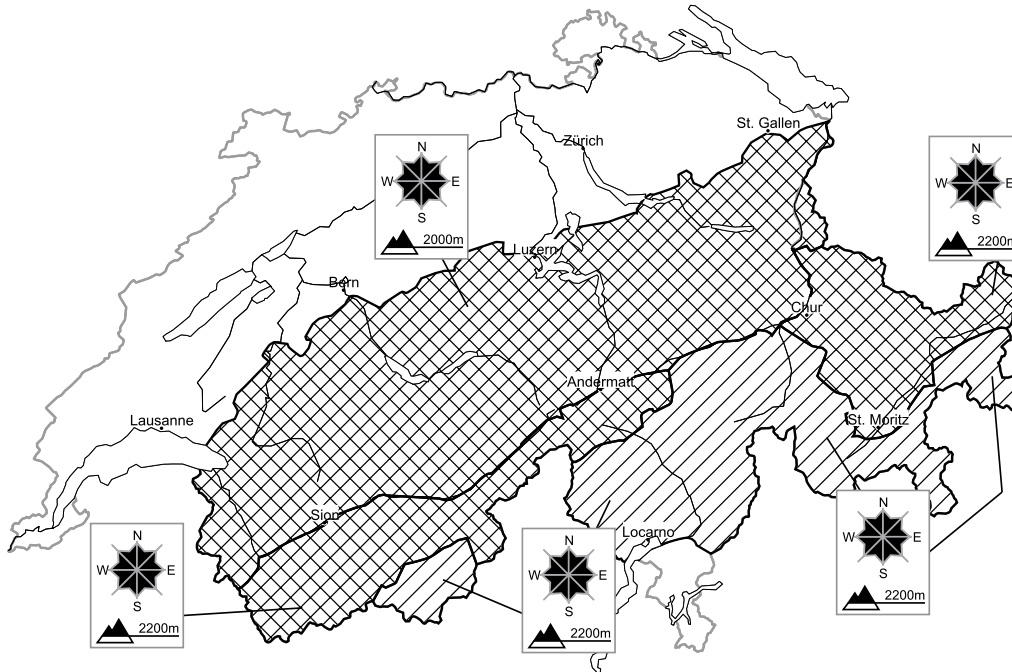 St. Gallen
Zürich
N
W E
S
2000m
N
W E
S
2200m
Luzern
Bern
Chur
Andermatt
Lausanne
St. Moritz
Sion
Locarno
N
W E
S
2200m
N
W E
S
2200m
N
W E
S
2200m